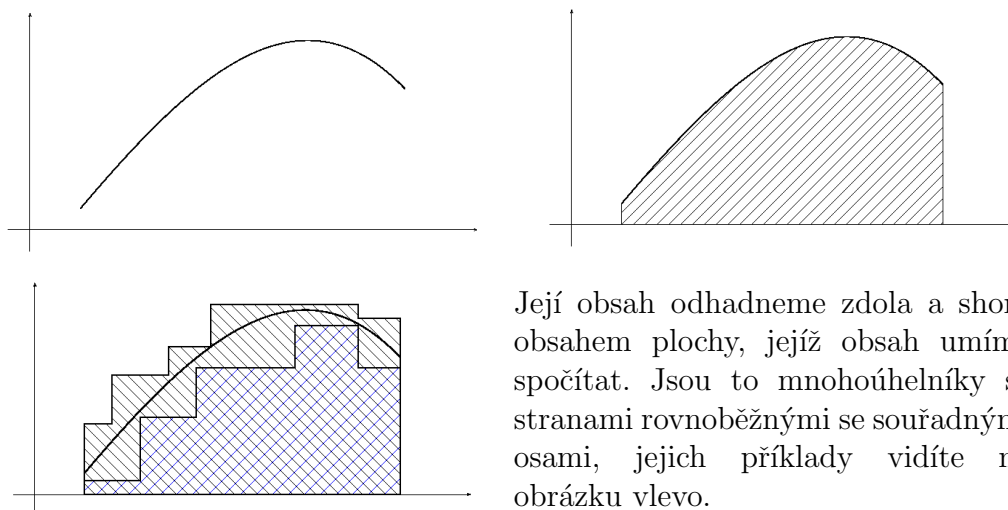 Její obsah odhadneme zdola a shor
obsahem plochy, jejíž obsah umím
spočítat. Jsou to mnohoúhelníky s
stranami rovnoběžnými se souřadným
osami, jejich příklady vidíte n
obrázku vlevo.